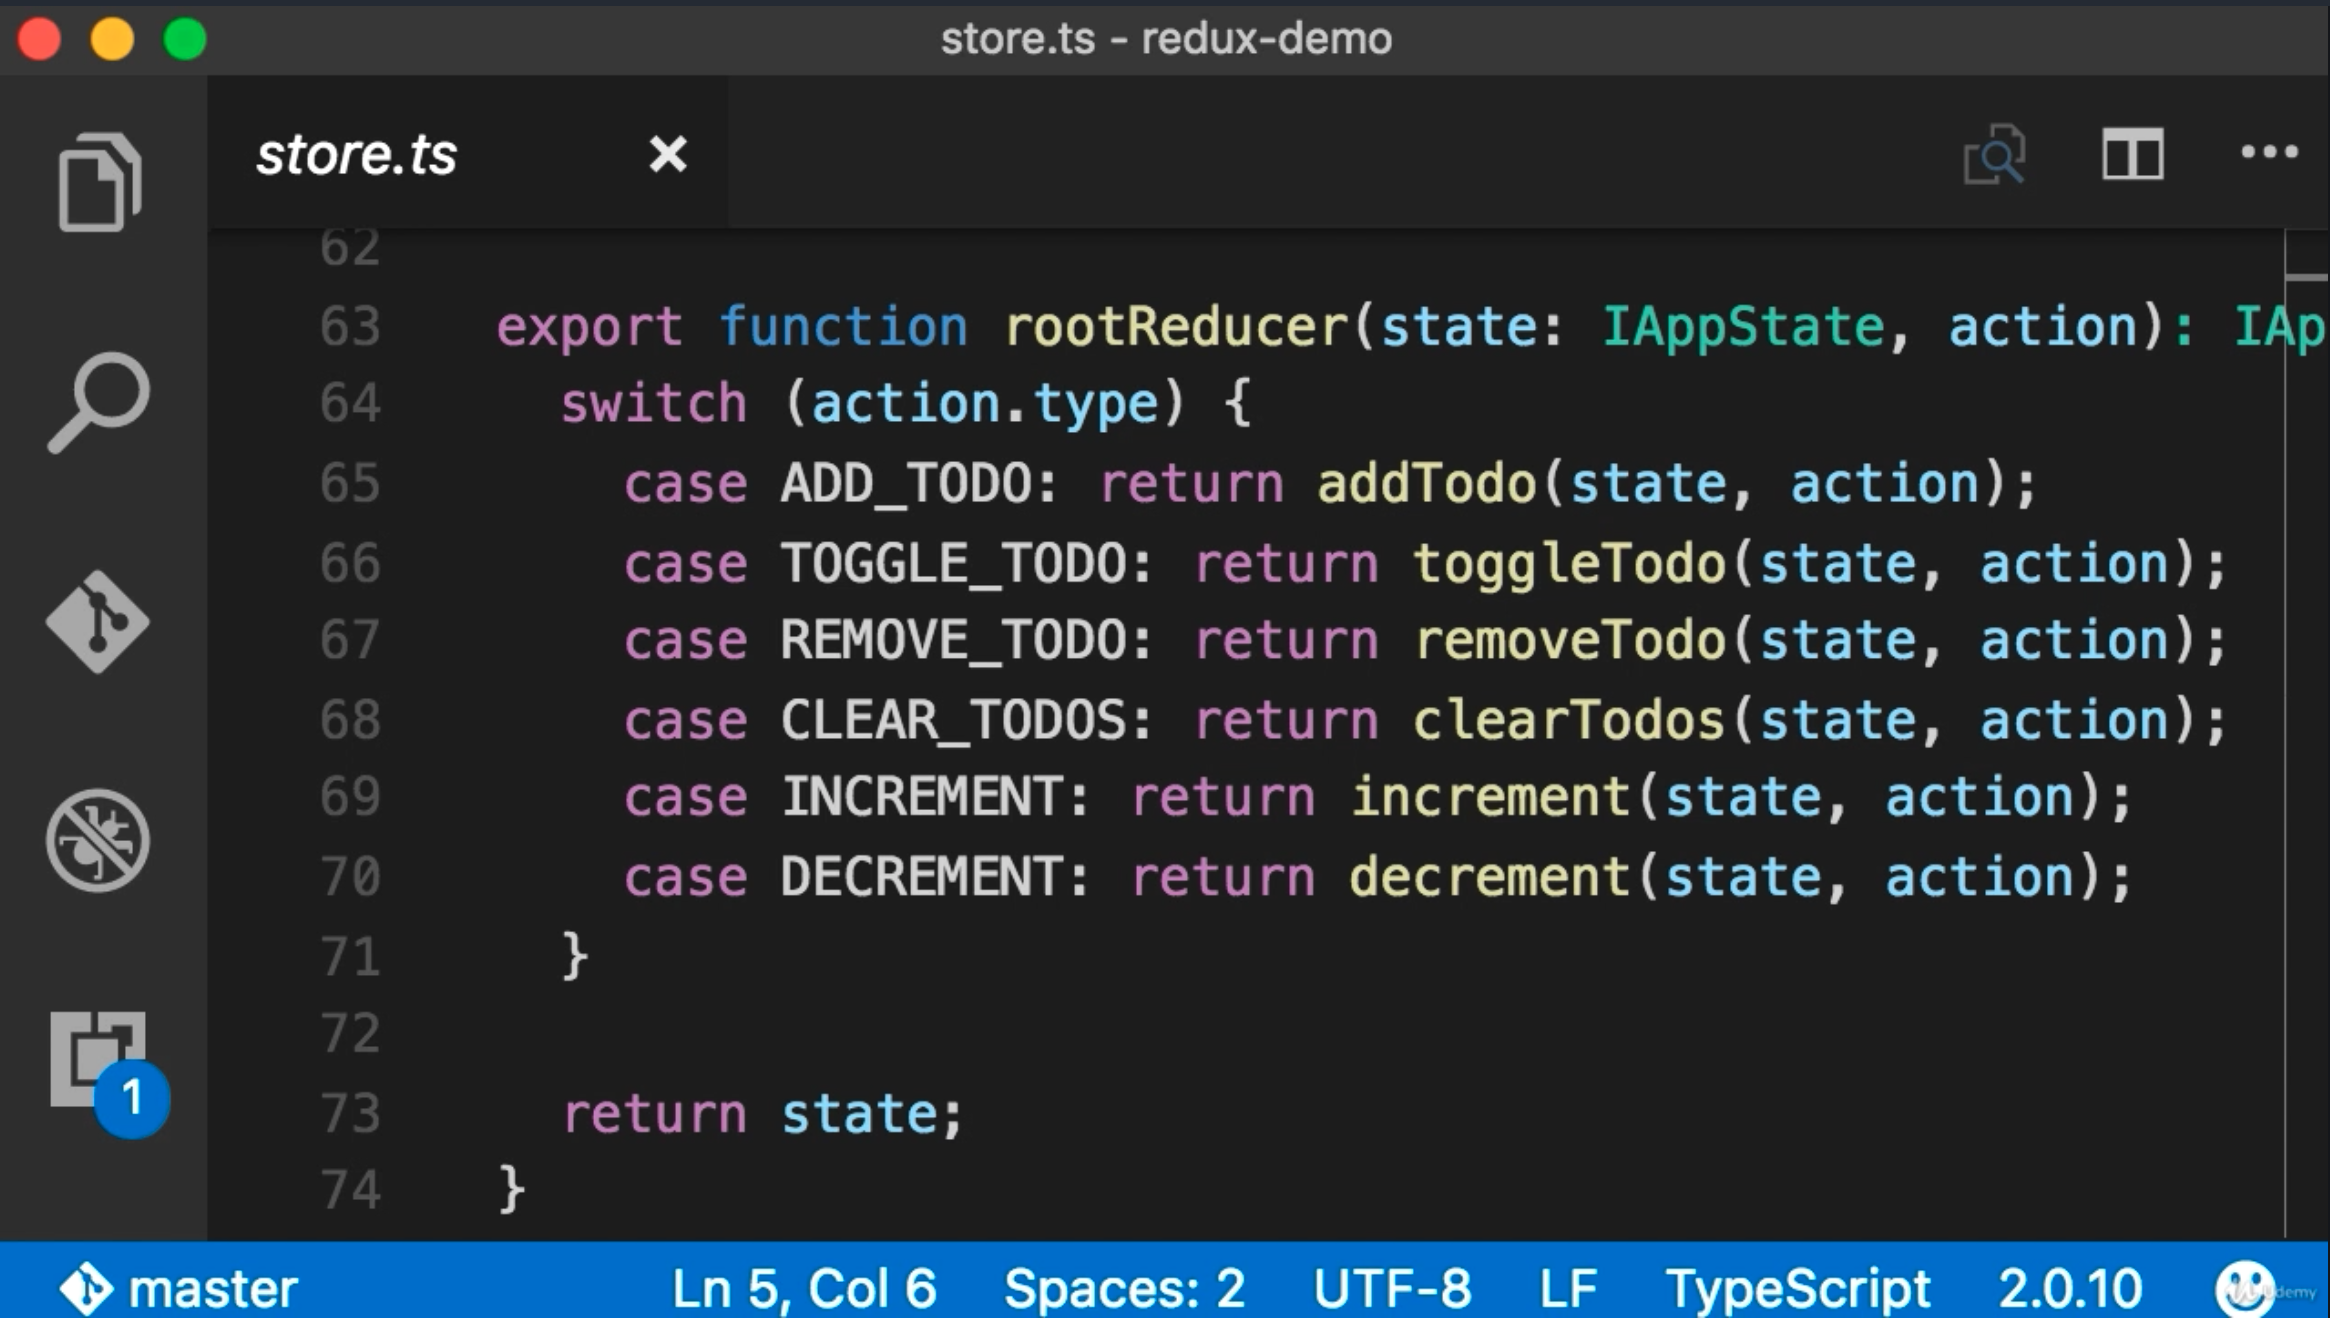 store.ts - redux-demo
store.ts
62
63 export function rootReducer(state: IAppState, action): IAp
64 switch (action.type) {
65 case ADD_TODO: return addTodo(state, action);
66 case TOGGLE_TODO: return toggleTodo(state, action);
67 case REMOVE_TODO: return removeTodo(state, action);
68 case CLEAR_TODOS: return clearTodos(state, action);
69 case INCREMENT: return increment(state, action);
70 case DECREMENT: return decrement(state, action);
71 }
72
73 return state;
74 }
1
master Ln 5, Col 6 Spaces: 2 UTF-8 LF TypeScript 2.0.10
Udemy